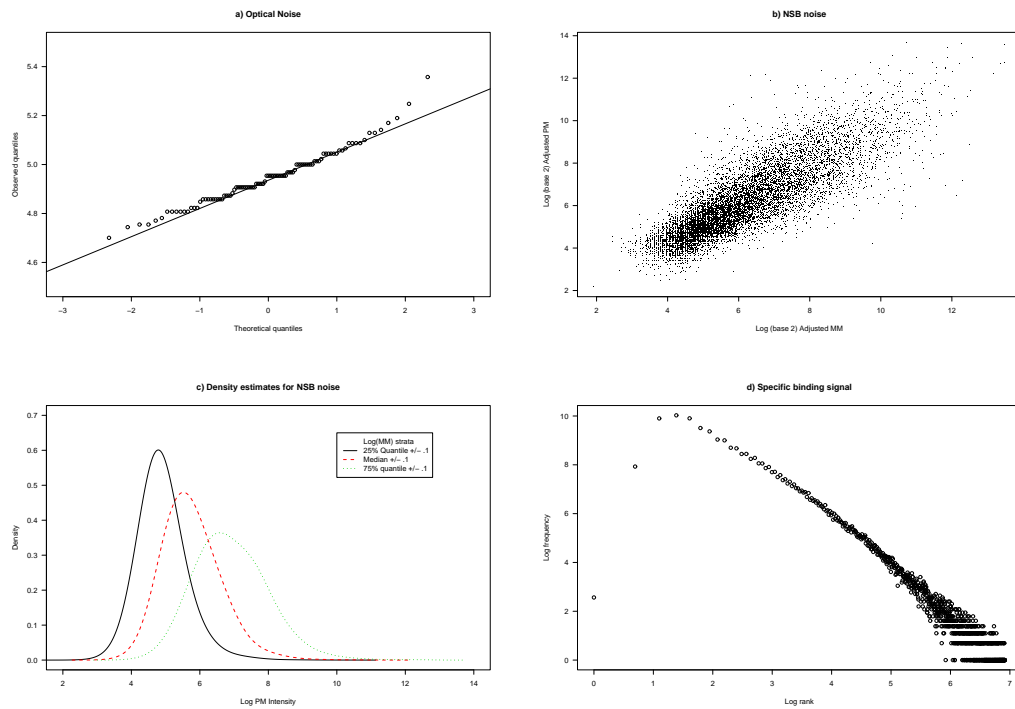 a) Optical Noise
5.4
5.2
5.0
4.8
4.6
Observed quantiles
−3 −2 −1 0 1 2 3
Theoretical quantiles
b) NSB noise
14
12
10
8
6
4
2
Log (base 2) Adjusted PM
2 4 6 8 10 12
Log (base 2) Adjusted MM
c) Density estimates for NSB noise
0.7
0.6
0.5
0.4
0.3
0.2
0.1
0.0
Density
Log(MM) strata
25% Quantile +/− .1
Median +/− .1
75% quantile +/− .1
2 4 6 8 10 12 14
Log PM Intensity
d) Specific binding signal
10
8
6
4
2
0
Log frequency
0 1 2 3 4 5 6 7
Log rank